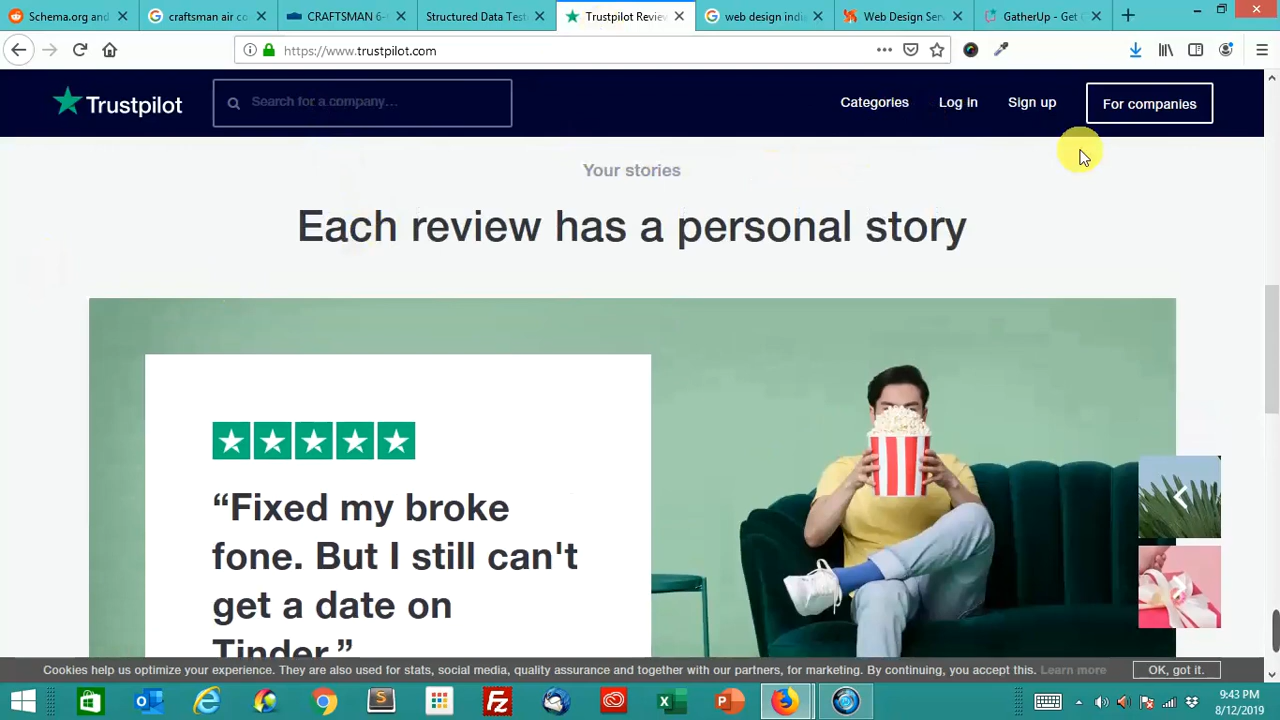 Schema.org and
craftsman air co
CRAFTSMAN 6-
Structured Data Test
Trustpilot Review
web design indi
Web Design Ser
GatherUp - Get
https://www.trustpilot.com
Trustpilot
Search for a company...
Categories
Log in
Sign up
For companies
Your stories
Each review has a personal story
“Fixed my broke
fone. But I still can't
get a date on
Tinder.”
Cookies help us optimize your experience. They are also used for stats, social media, quality assurance and together with our partners, for marketing. By continuing, you accept this. Learn more
OK, got it.
9:43 PM
8/12/2019